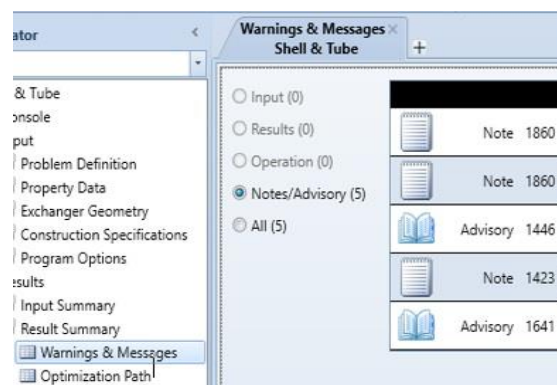 ator
Warnings & Messages
Shell & Tube
& Tube
onsole
put
Problem Definition
Property Data
Exchanger Geometry
Construction Specifications
Program Options
esults
Input Summary
Result Summary
Warnings & Messages
Optimization Path
Input (0)
Results (0)
Operation (0)
Notes/Advisory (5)
All (5)
Note 1860
Note 1860
Advisory 1446
Note 1423
Advisory 1641